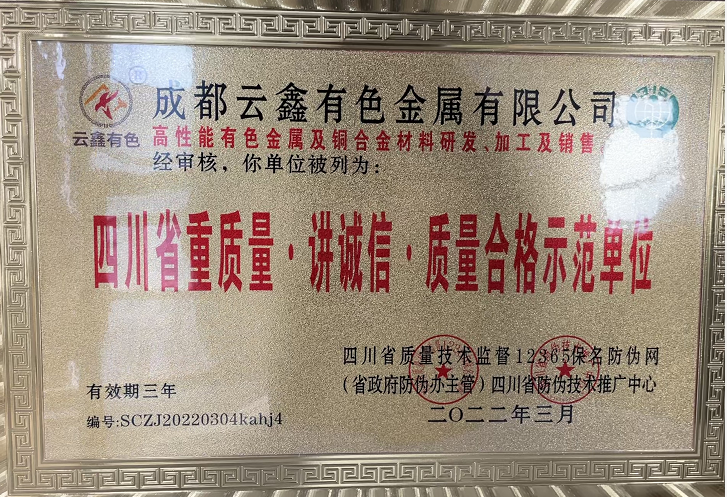 成都云鑫有色金属有限公司
云鑫有色
高性能有色金属及铜合金材料研发、加工及销售
经审核，你单位被列为：
四川省重质量·讲诚信·质量合格示范单位
四川省质量技术监督12365保名防伪网
（省政府防伪办主管）四川省防伪技术推广中心
有效期三年
二〇二二年三月
编号:SCZJ20220304kahj4